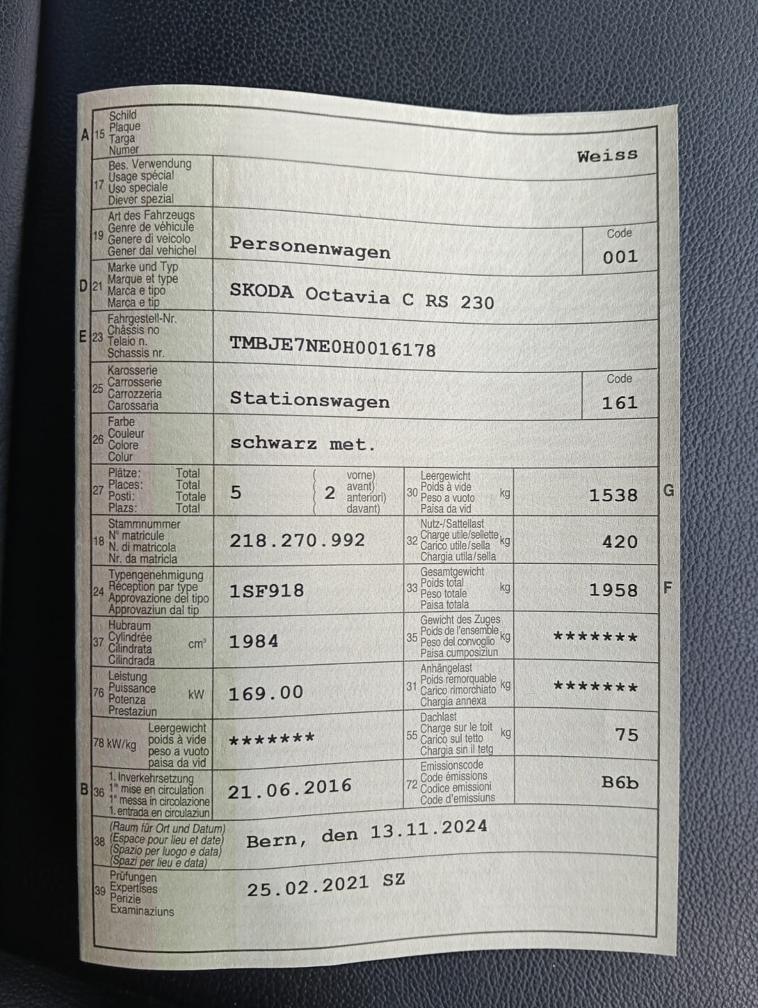 A 15 Schild
Plaque
Targa
Numer
Weiss
17 Bes. Verwendung
Usage spécial
Uso speciale
Diever spezial
19 Art des Fahrzeugs
Genre de véhicule
Genere di veicolo
Gener dal vehichel
Personenwagen
Code
001
D 21 Marke und Typ
Marque et type
Marca e tipo
Marca e tip
SKODA Octavia C RS 230
E 23 Fahrgestell-Nr.
Châssis no
Telaio n.
Schassis nr.
TMBJE7NE0H0016178
25 Karosserie
Carrosserie
Carrozzeria
Carossaria
Stationswagen
Code
161
26 Farbe
Couleur
Colore
Colur
schwarz met.
27 Plätze: Total
Places: Total
Posti: Totale
Plazs: Total
5
2
vorne)
avant)
anteriori)
davant)
30 Leergewicht
Poids à vide
Peso a vuoto
Paisa da vid
kg
1538
G
18 Stammnummer
N° matricule
N. di matricola
Nr. da matricla
218.270.992
32 Nutz-/Sattellast
Charge utile/sellette
Carico utile/sella
Chargia utila/sella
kg
420
24 Typengenehmigung
Réception par type
Approvazione del tipo
Approvaziun dal tip
1SF918
33 Gesamtgewicht
Poids total
Peso totale
Paisa totala
kg
1958
F
37 Hubraum
Cylindrée
Cilindrata
Cilindrada
cm³
1984
35 Gewicht des Zuges
Poids de l'ensemble
Peso del convoglio
Paisa cumposiziun
kg
*******
76 Leistung
Puissance
Potenza
Prestaziun
kW
169.00
31 Anhängelast
Poids remorquable
Carico rimorchiato
Chargia annexa
kg
*******
78 kW/kg
Leergewicht
poids à vide
peso a vuoto
paisa da vid
*******
55 Dachlast
Charge sur le toit
Carico sul tetto
Chargia sin il tetg
kg
75
B 36 1. Inverkehrsetzung
1re mise en circulation
1a messa in circolazione
1. entrada en circulaziun
21.06.2016
72 Emissionscode
Code émissions
Codice emissioni
Code d'emissiuns
B6b
38 (Raum für Ort und Datum)
(Espace pour lieu et date)
(Spazio per luogo e data)
(Spazi per lieu e data)
Bern, den 13.11.2024
39 Prüfungen
Expertises
Perizie
Examinaziuns
25.02.2021 SZ